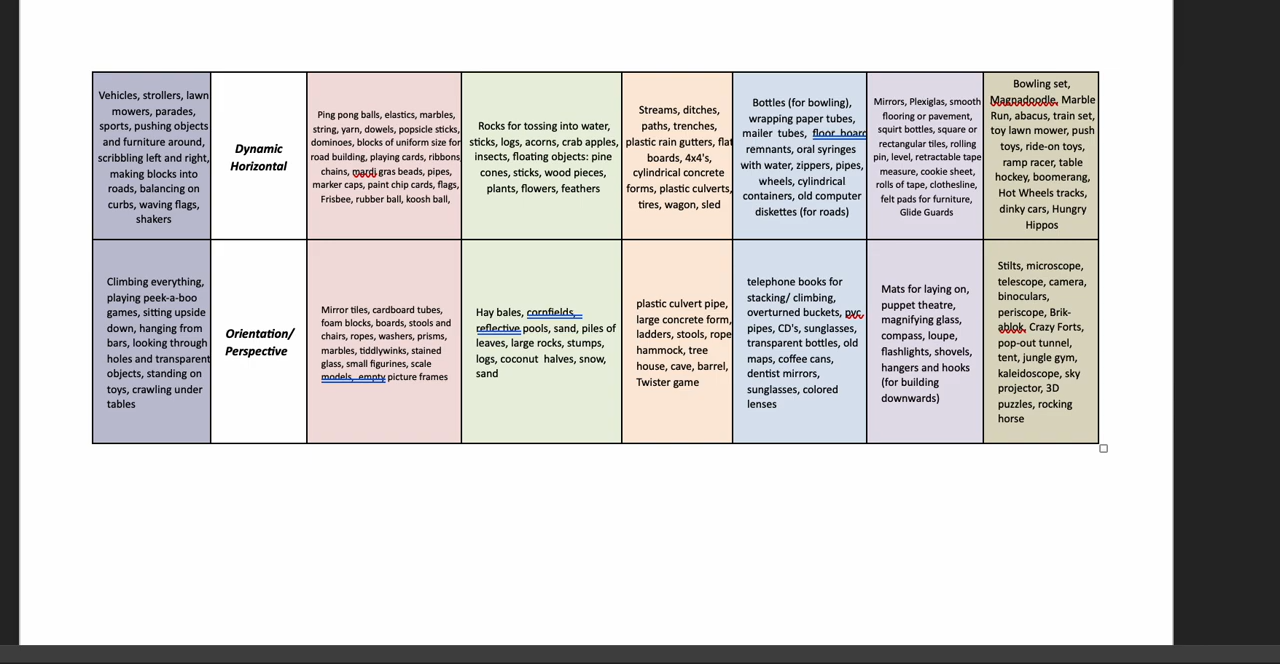 Vehicles, strollers, lawn
mowers, parades,
sports, pushing objects
and furniture around,
scribbling left and right,
making blocks into
roads, balancing on
curbs, waving flags,
shakers
Dynamic
Horizontal
Ping pong balls, elastics, marbles,
string, yarn, dowels, popsicle sticks,
dominoes, blocks of uniform size for
road building, playing cards, ribbons
chains, mardi gras beads, pipes,
marker caps, paint chip cards, flags,
Frisbee, rubber ball, koosh ball,
Rocks for tossing into water,
sticks, logs, acorns, crab apples,
insects, floating objects: pine
cones, sticks, wood pieces,
plants, flowers, feathers
Streams, ditches,
paths, trenches,
plastic rain gutters, flat
boards, 4x4's,
cylindrical concrete
forms, plastic culverts,
tires, wagon, sled
Bottles (for bowling),
wrapping paper tubes,
mailer tubes, floor board
remnants, oral syringes
with water, zippers, pipes,
wheels, cylindrical
containers, old computer
diskettes (for roads)
Mirrors, Plexiglas, smooth
flooring or pavement,
squirt bottles, square or
rectangular tiles, rolling
pin, level, retractable tape
measure, cookie sheet,
rolls of tape, clothesline,
felt pads for furniture,
Glide Guards
Bowling set,
Magnadoodle, Marble
Run, abacus, train set,
toy lawn mower, push
toys, ride-on toys,
ramp racer, table
hockey, boomerang,
Hot Wheels tracks,
dinky cars, Hungry
Hippos
Climbing everything,
playing peek-a-boo
games, sitting upside
down, hanging from
bars, looking through
holes and transparent
objects, standing on
toys, crawling under
tables
Orientation/
Perspective
Mirror tiles, cardboard tubes,
foam blocks, boards, stools and
chairs, ropes, washers, prisms,
marbles, tiddlywinks, stained
glass, small figurines, scale
models, empty picture frames
Hay bales, cornfields,
reflective pools, sand, piles of
leaves, large rocks, stumps,
logs, coconut halves, snow,
sand
plastic culvert pipe,
large concrete form,
ladders, stools, rope
hammock, tree
house, cave, barrel,
Twister game
telephone books for
stacking/ climbing,
overturned buckets, pvc
pipes, CD's, sunglasses,
transparent bottles, old
maps, coffee cans,
dentist mirrors,
sunglasses, colored
lenses
Mats for laying on,
puppet theatre,
magnifying glass,
compass, loupe,
flashlights, shovels,
hangers and hooks
(for building
downwards)
Stilts, microscope,
telescope, camera,
binoculars,
periscope, Brik-
ablok, Crazy Forts,
pop-out tunnel,
tent, jungle gym,
kaleidoscope, sky
projector, 3D
puzzles, rocking
horse